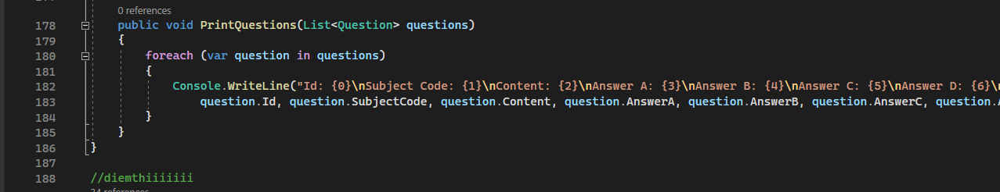 0 references
178 public void PrintQuestions(List<Question> questions)
179 {
180 foreach (var question in questions)
181 {
182 Console.WriteLine("Id: {0}\nSubject Code: {1}\nContent: {2}\nAnswer A: {3}\nAnswer B: {4}\nAnswer C: {5}\nAnswer D: {6}\n
183 question.Id, question.SubjectCode, question.Content, question.AnswerA, question.AnswerB, question.AnswerC, question.
184 }
185 }
186 }
187
188 //diemthiiiiiii
24 references